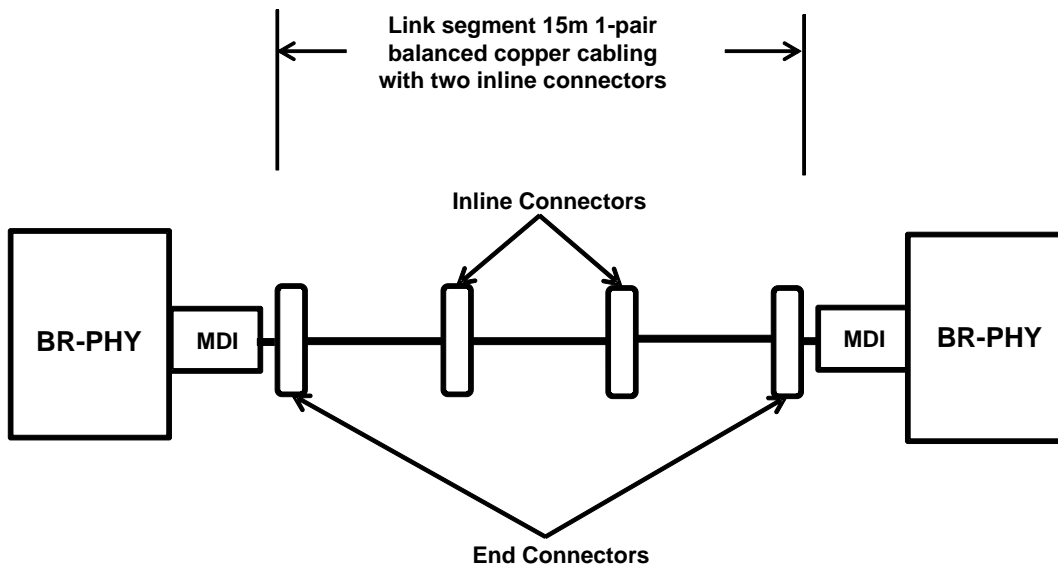 Link segment 15m 1-pair
balanced copper cabling
with two inline connectors
Inline Connectors
BR-PHY
MDI
MDI
BR-PHY
End Connectors